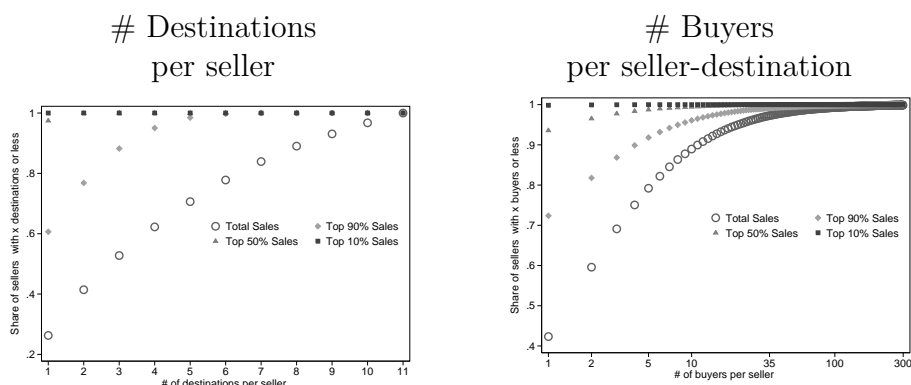 # Destinations
per seller
Share of sellers with x destinations or less
1
.8
.6
.4
.2
Total Sales
Top 90% Sales
Top 50% Sales
Top 10% Sales
1 2 3 4 5 6 7 8 9 10 11
# of destinations per seller
# Buyers
per seller-destination
Share of sellers with x buyers or less
1
.9
.8
.7
.6
.5
.4
Total Sales
Top 90% Sales
Top 50% Sales
Top 10% Sales
1 2 5 10 35 100 300
# of buyers per seller